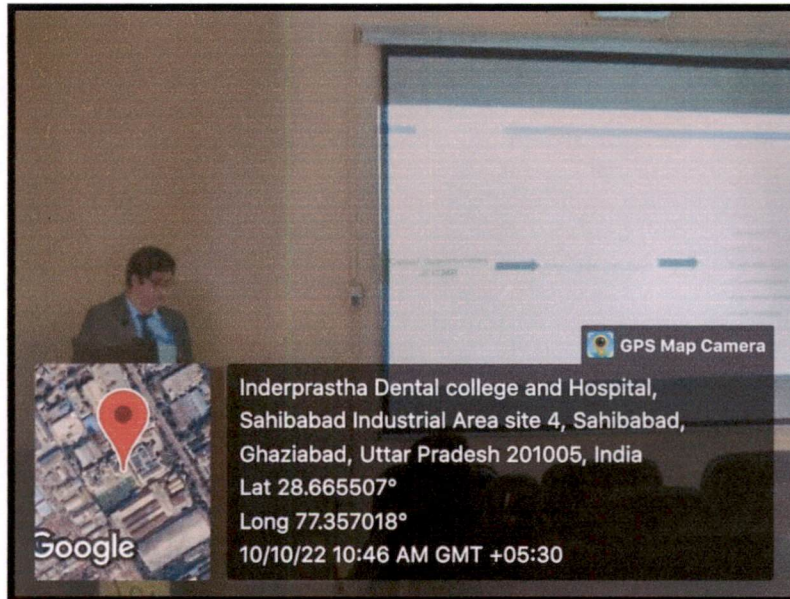 GPS Map Camera
Inderprastha Dental college and Hospital,
Sahibabad Industrial Area site 4, Sahibabad,
Ghaziabad, Uttar Pradesh 201005, India
Lat 28.665507°
Long 77.357018°
10/10/22 10:46 AM GMT +05:30
Google